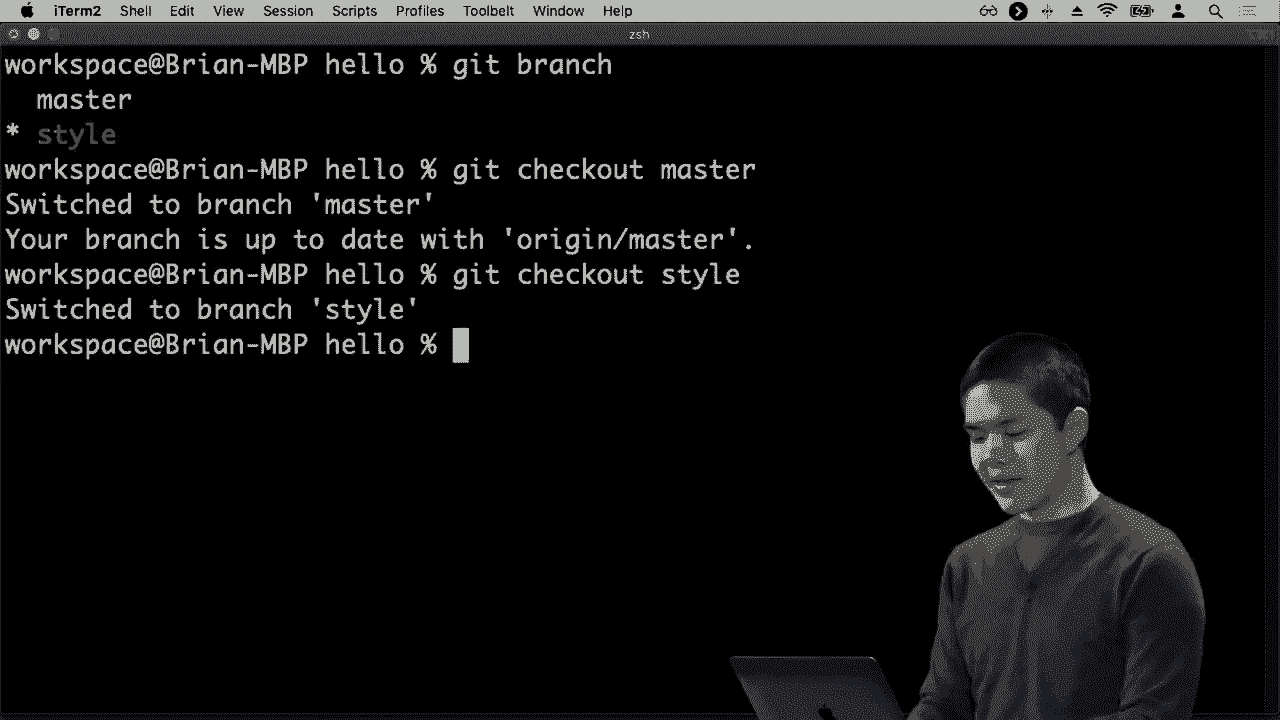 iTerm2 Shell Edit View Session Scripts Profiles Toolbelt Window Help
zsh
workspace@Brian-MBP hello % git branch
master
* style
workspace@Brian-MBP hello % git checkout master
Switched to branch 'master'
Your branch is up to date with 'origin/master'.
workspace@Brian-MBP hello % git checkout style
Switched to branch 'style'
workspace@Brian-MBP hello %